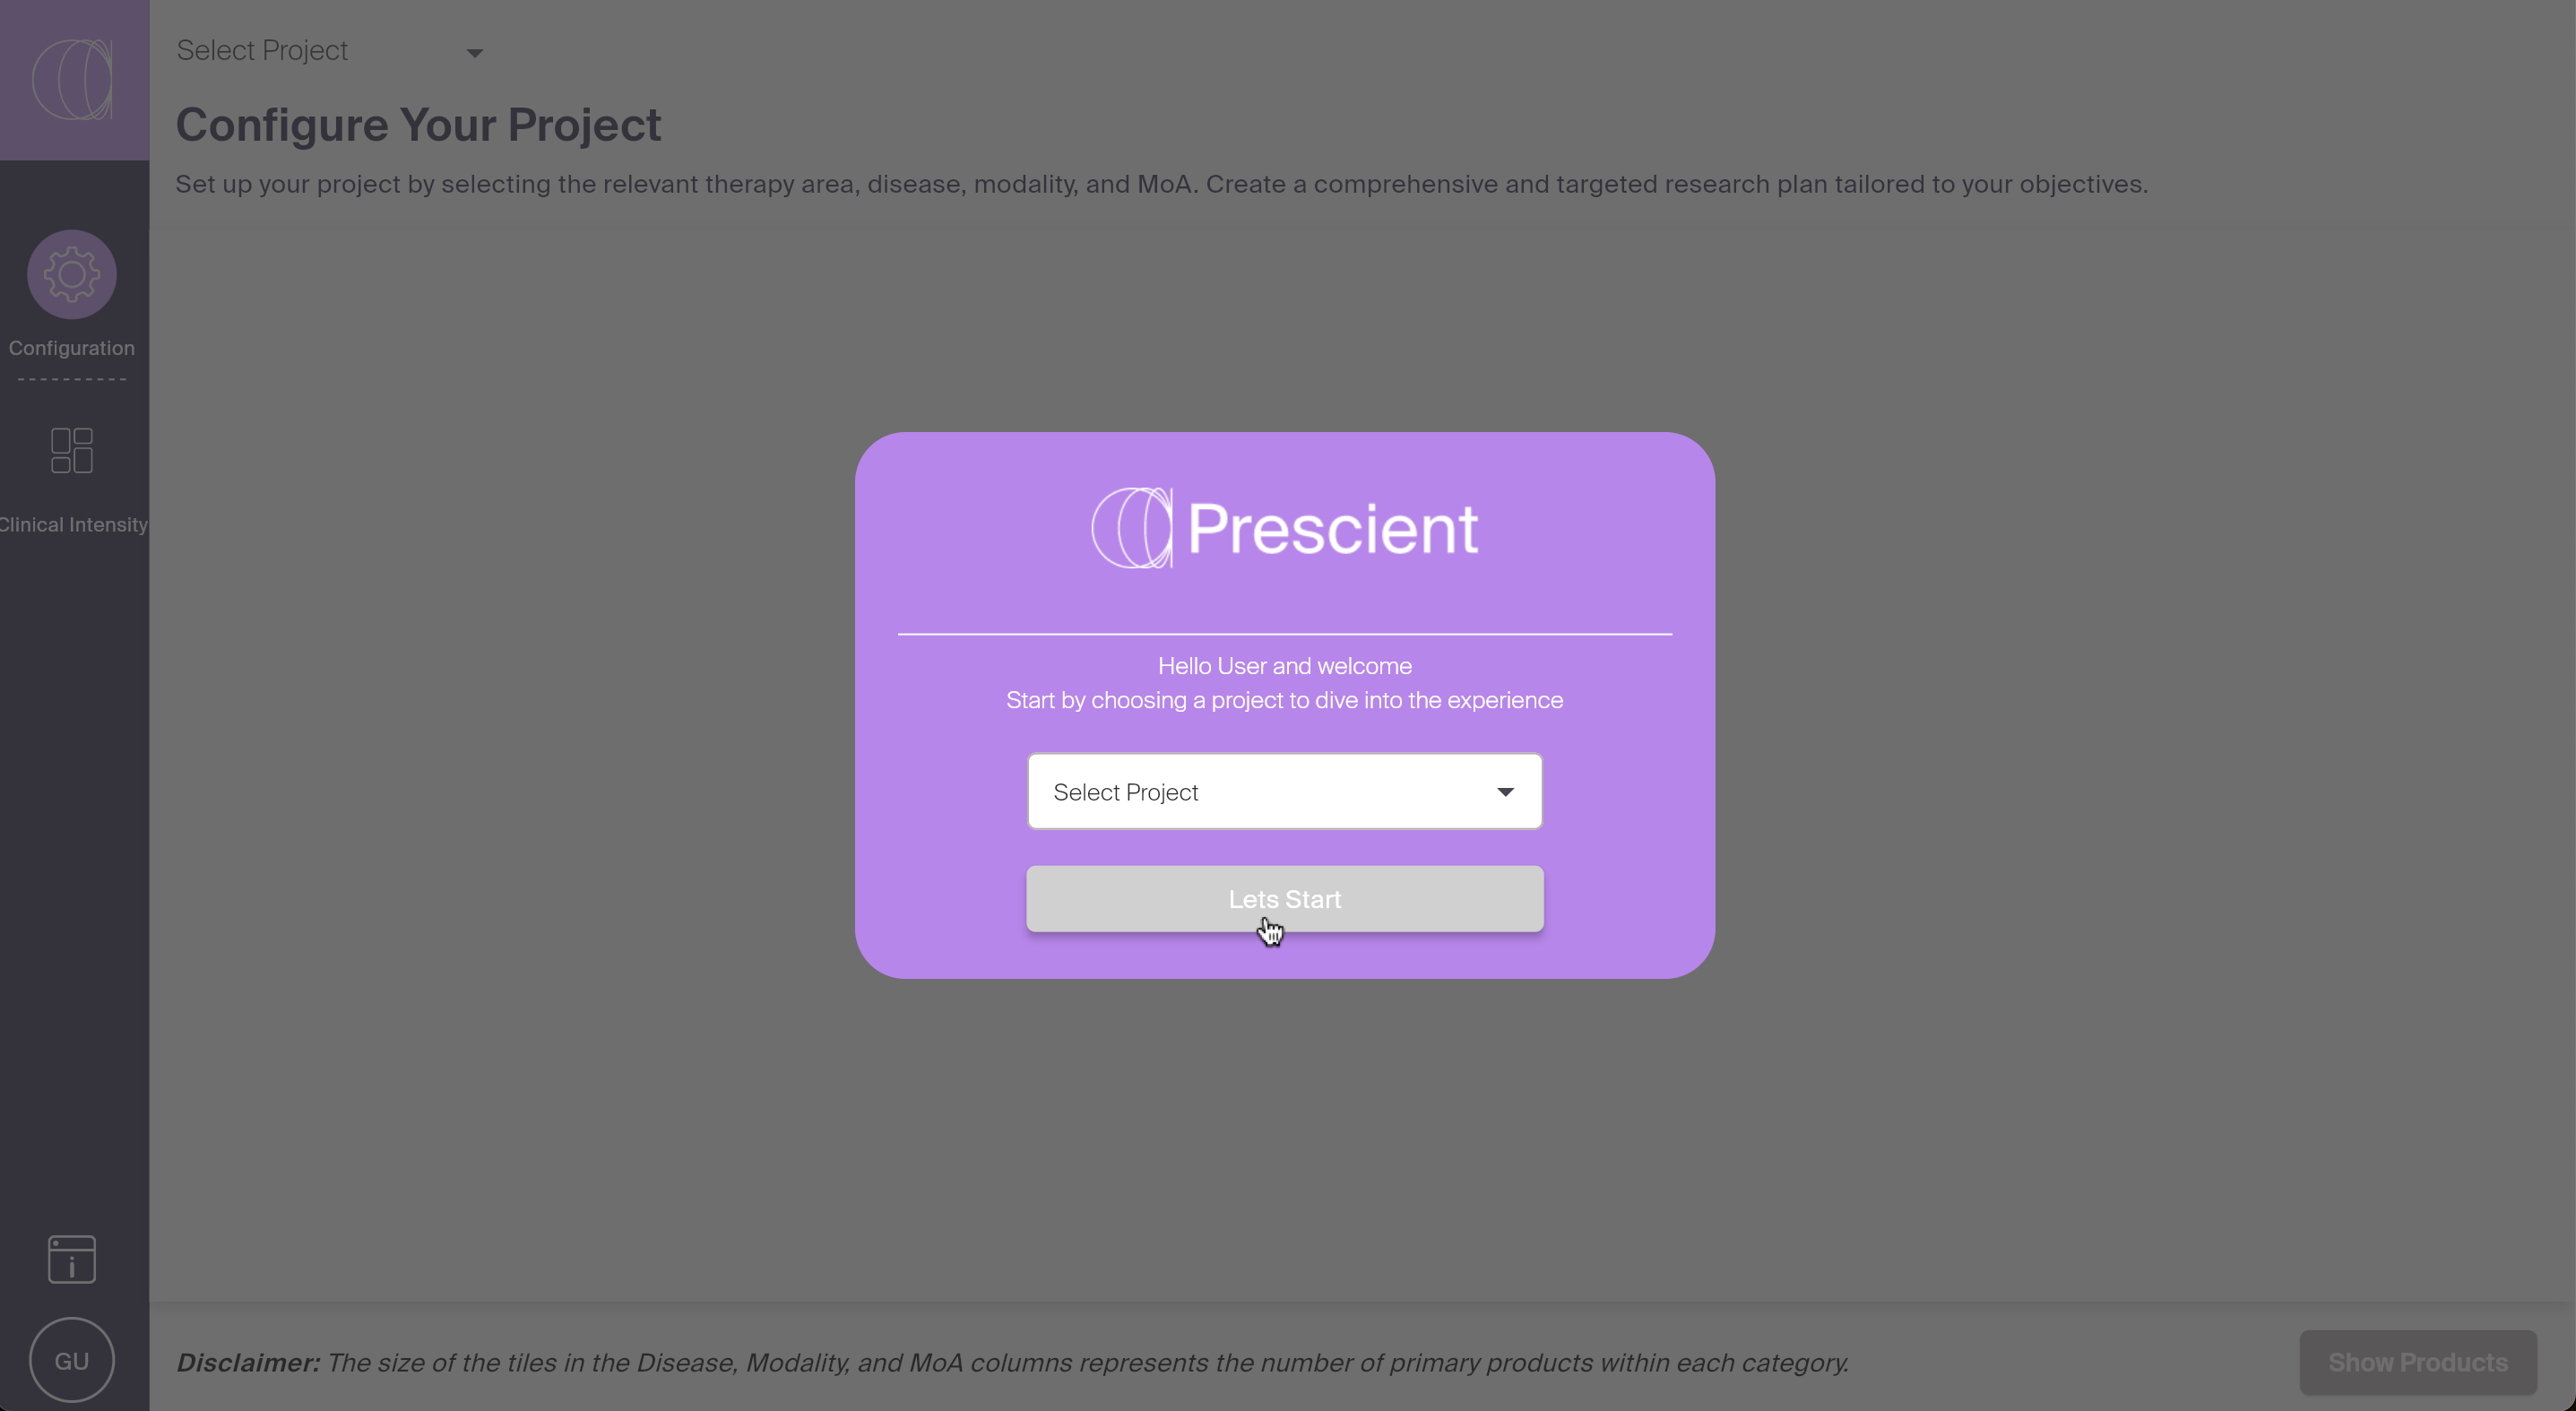 Select Project
Configure Your Project
Set up your project by selecting the relevant therapy area, disease, modality, and MoA. Create a comprehensive and targeted research plan tailored to your objectives.
Configuration
Clinical Intensity
Prescient
Hello User and welcome
Start by choosing a project to dive into the experience
Select Project
Lets Start
GU
Disclaimer: The size of the tiles in the Disease, Modality, and MoA columns represents the number of primary products within each category.
Show Products